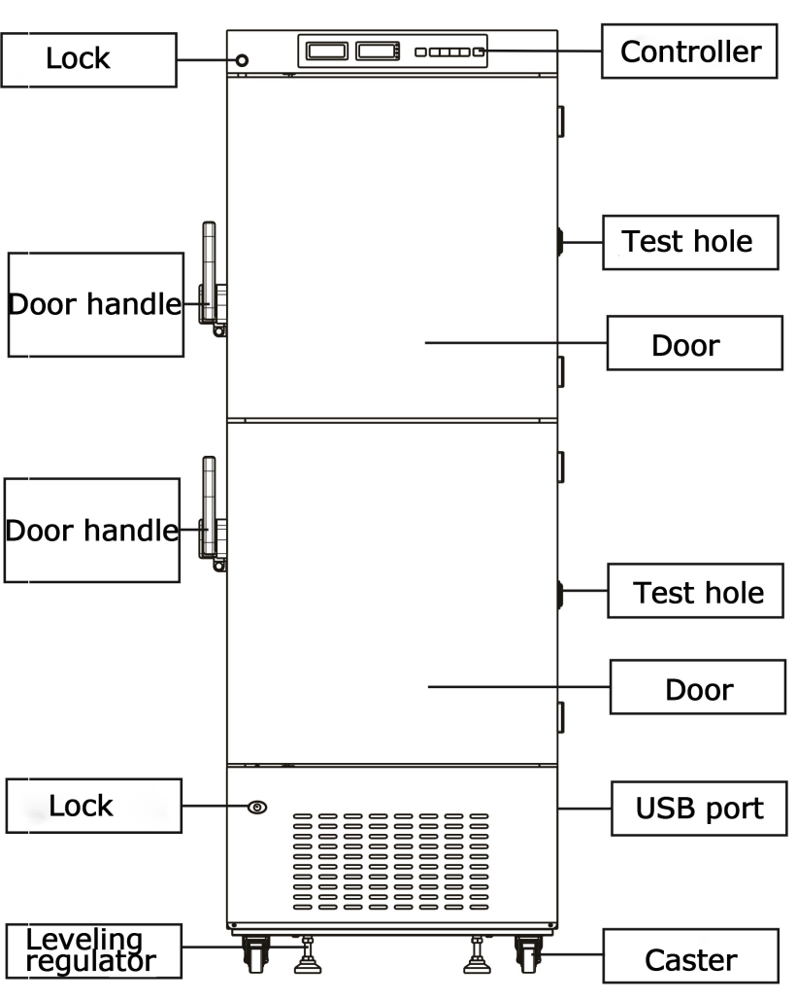 Lock
Controller
Test hole
Door handle
Door
Door handle
Test hole
Door
Lock
USB port
Leveling
regulator
Caster